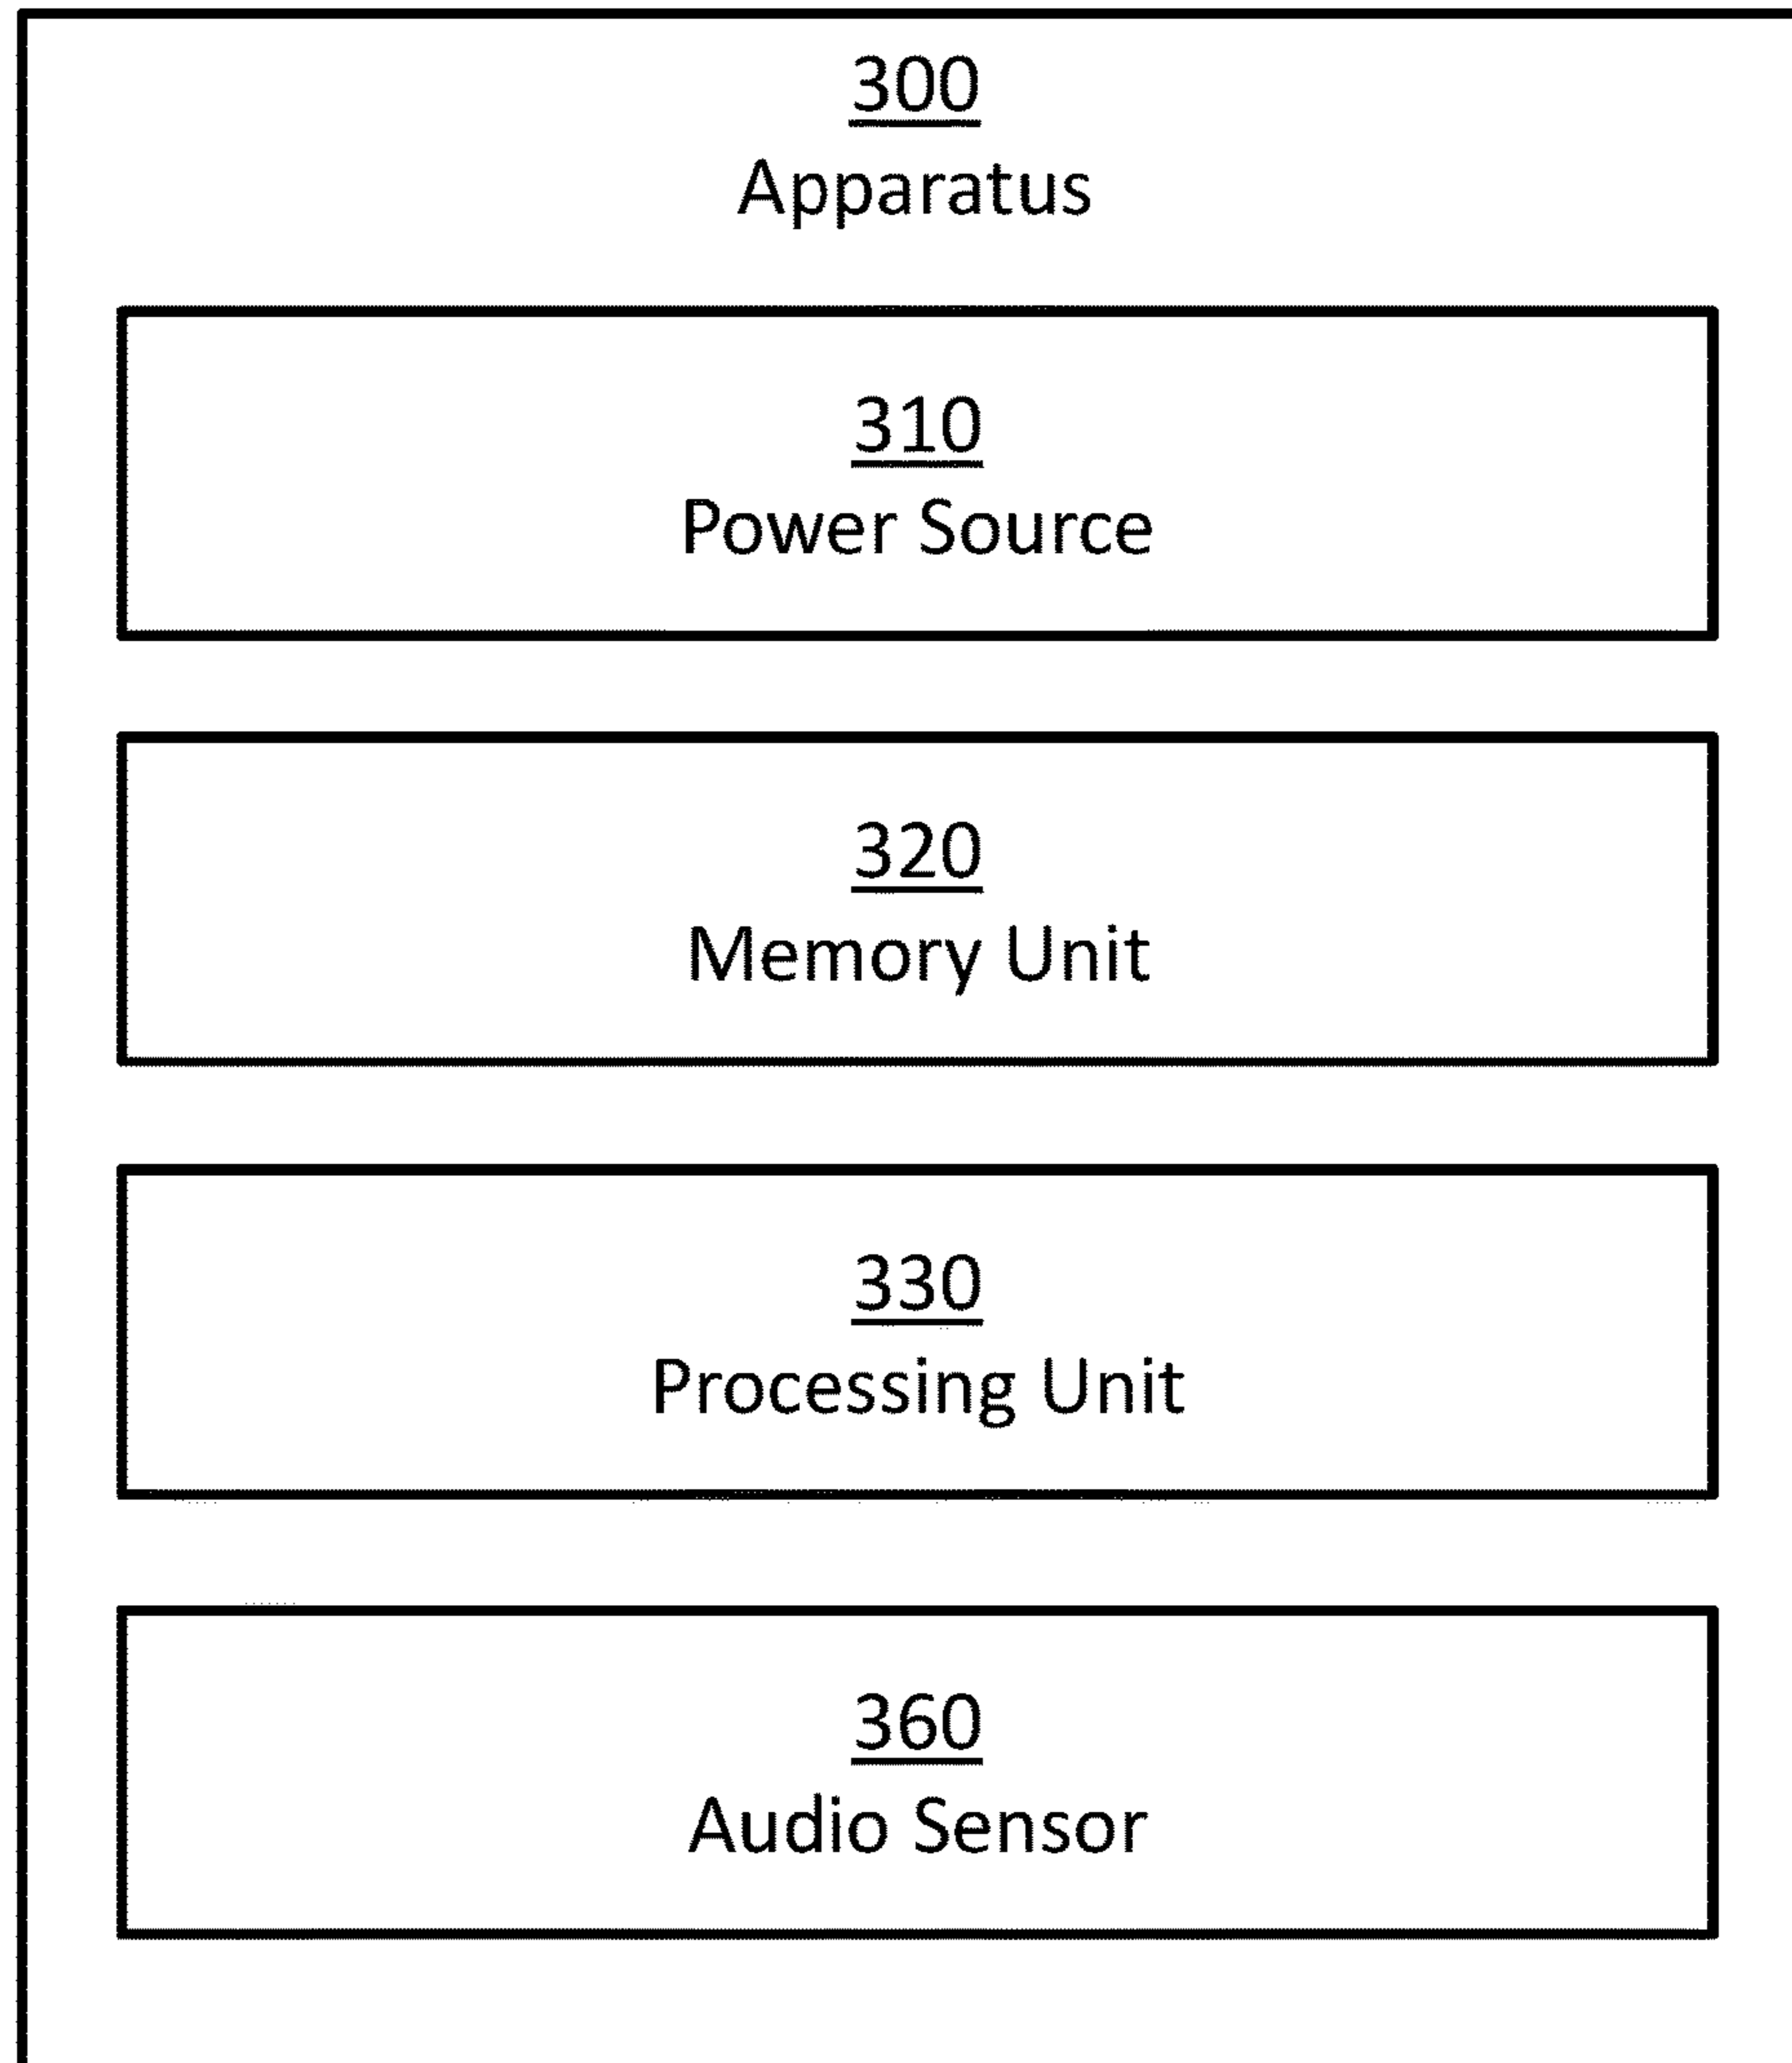 300
Apparatus
310
Power Source
320
Memory Unit
330
Processing Unit
360
Audio Sensor